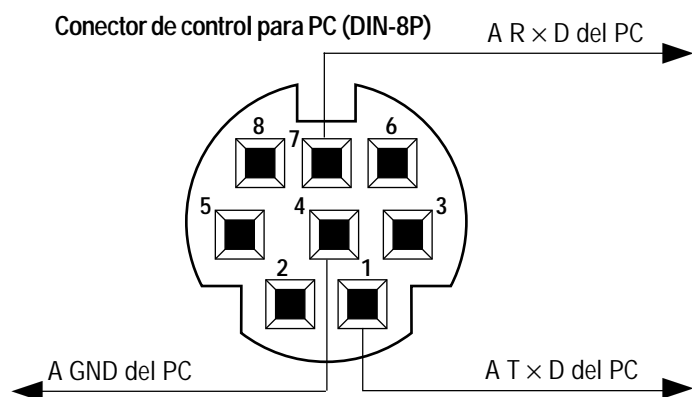 Conector de control para PC (DIN-8P)
A R × D del PC
8 7 6
5 4 3
2 1
A GND del PC
A T × D del PC